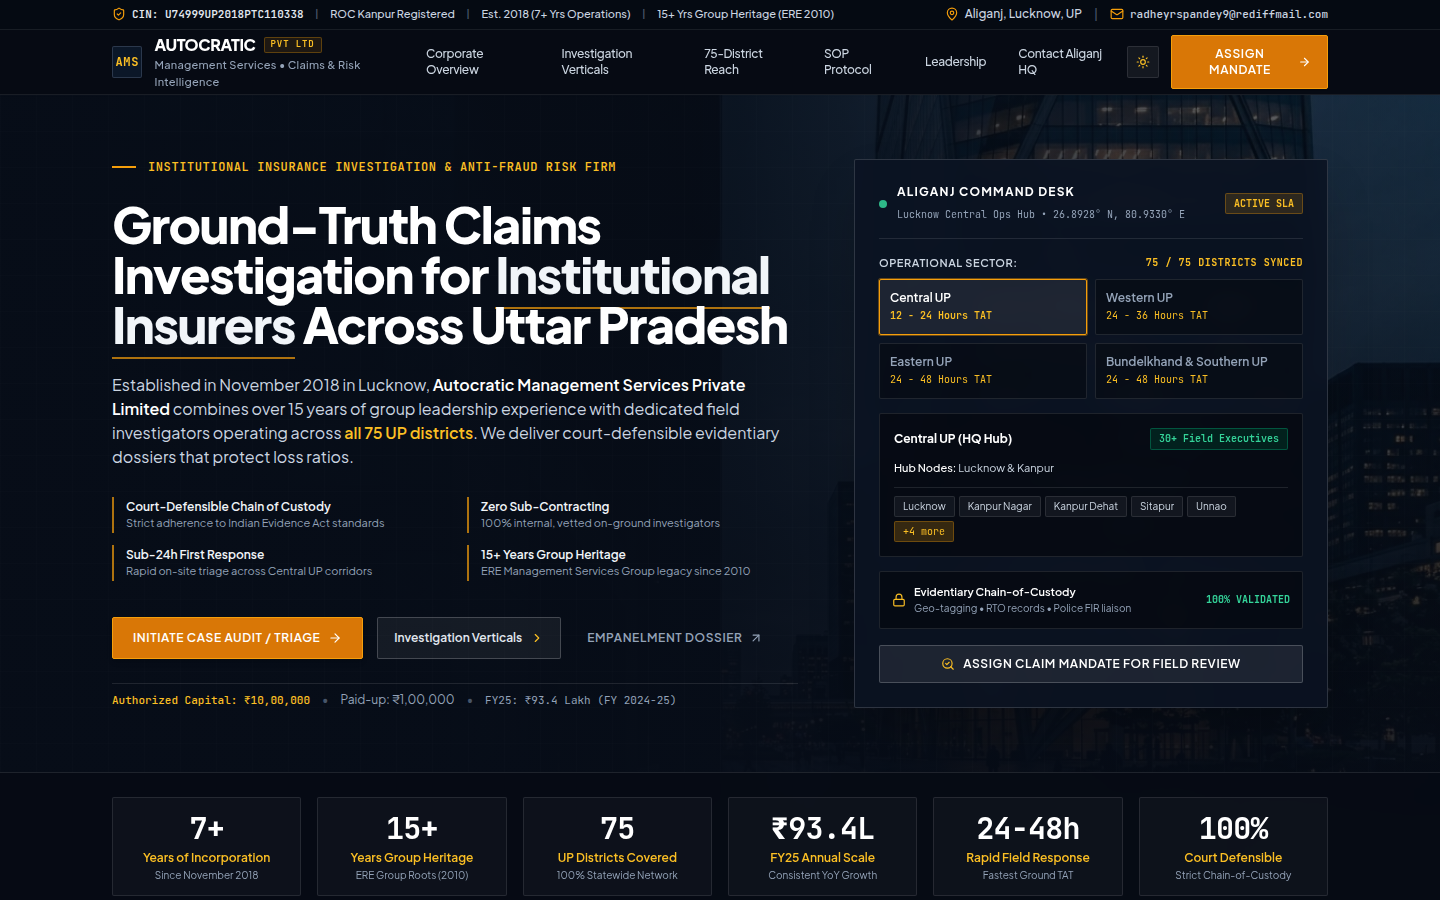 CIN: U74999UP2018PTC110338 | ROC Kanpur Registered | Est. 2018 (7+ Yrs Operations) | 15+ Yrs Group Heritage (ERE 2010)
Aliganj, Lucknow, UP | radheyrspandey9@rediffmail.com
AMS
AUTOCRATIC PVT LTD
Management Services • Claims & Risk
Intelligence
Corporate
Overview
Investigation
Verticals
75-District
Reach
SOP
Protocol
Leadership
Contact Aliganj
HQ
ASSIGN
MANDATE
INSTITUTIONAL INSURANCE INVESTIGATION & ANTI-FRAUD RISK FIRM
Ground-Truth Claims
Investigation for Institutional
Insurers Across Uttar Pradesh
Established in November 2018 in Lucknow, Autocratic Management Services Private
Limited combines over 15 years of group leadership experience with dedicated field
investigators operating across all 75 UP districts. We deliver court-defensible evidentiary
dossiers that protect loss ratios.
Court-Defensible Chain of Custody
Strict adherence to Indian Evidence Act standards
Zero Sub-Contracting
100% internal, vetted on-ground investigators
Sub-24h First Response
Rapid on-site triage across Central UP corridors
15+ Years Group Heritage
ERE Management Services Group legacy since 2010
INITIATE CASE AUDIT / TRIAGE
Investigation Verticals
EMPANELMENT DOSSIER
Authorized Capital: ₹10,00,000 • Paid-up: ₹1,00,000 • FY25: ₹93.4 Lakh (FY 2024-25)
ALIGANJ COMMAND DESK
Lucknow Central Ops Hub • 26.8928° N, 80.9330° E
ACTIVE SLA
OPERATIONAL SECTOR:
75 / 75 DISTRICTS SYNCED
Central UP
12 - 24 Hours TAT
Western UP
24 - 36 Hours TAT
Eastern UP
24 - 48 Hours TAT
Bundelkhand & Southern UP
24 - 48 Hours TAT
Central UP (HQ Hub)
30+ Field Executives
Hub Nodes: Lucknow & Kanpur
Lucknow
Kanpur Nagar
Kanpur Dehat
Sitapur
Unnao
+4 more
Evidentiary Chain-of-Custody
Geo-tagging • RTO records • Police FIR liaison
100% VALIDATED
ASSIGN CLAIM MANDATE FOR FIELD REVIEW
7+
Years of Incorporation
Since November 2018
15+
Years Group Heritage
ERE Group Roots (2010)
75
UP Districts Covered
100% Statewide Network
₹93.4L
FY25 Annual Scale
Consistent YoY Growth
24-48h
Rapid Field Response
Fastest Ground TAT
100%
Court Defensible
Strict Chain-of-Custody